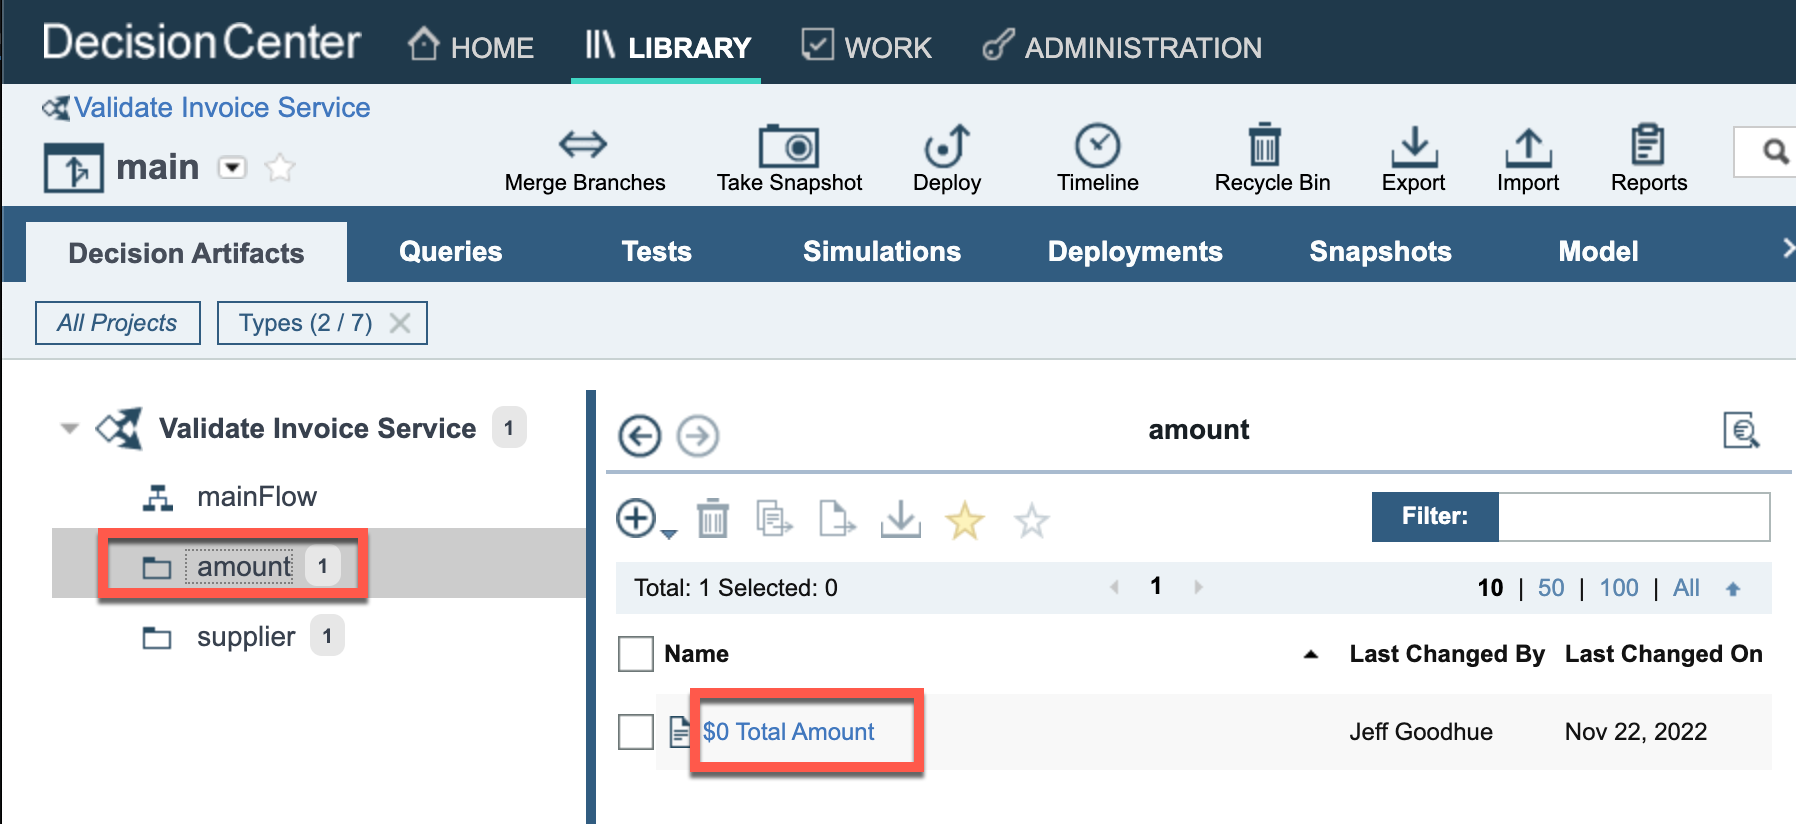 Decision Center HOME LIBRARY WORK ADMINISTRATION
Validate Invoice Service
main
Merge Branches Take Snapshot Deploy Timeline Recycle Bin Export Import Reports
Decision Artifacts Queries Tests Simulations Deployments Snapshots Model
All Projects Types (2 / 7)
Validate Invoice Service 1
mainFlow
amount 1
supplier 1
amount
Filter:
Total: 1 Selected: 0 1 10 | 50 | 100 | All
Name Last Changed By Last Changed On
$0 Total Amount Jeff Goodhue Nov 22, 2022